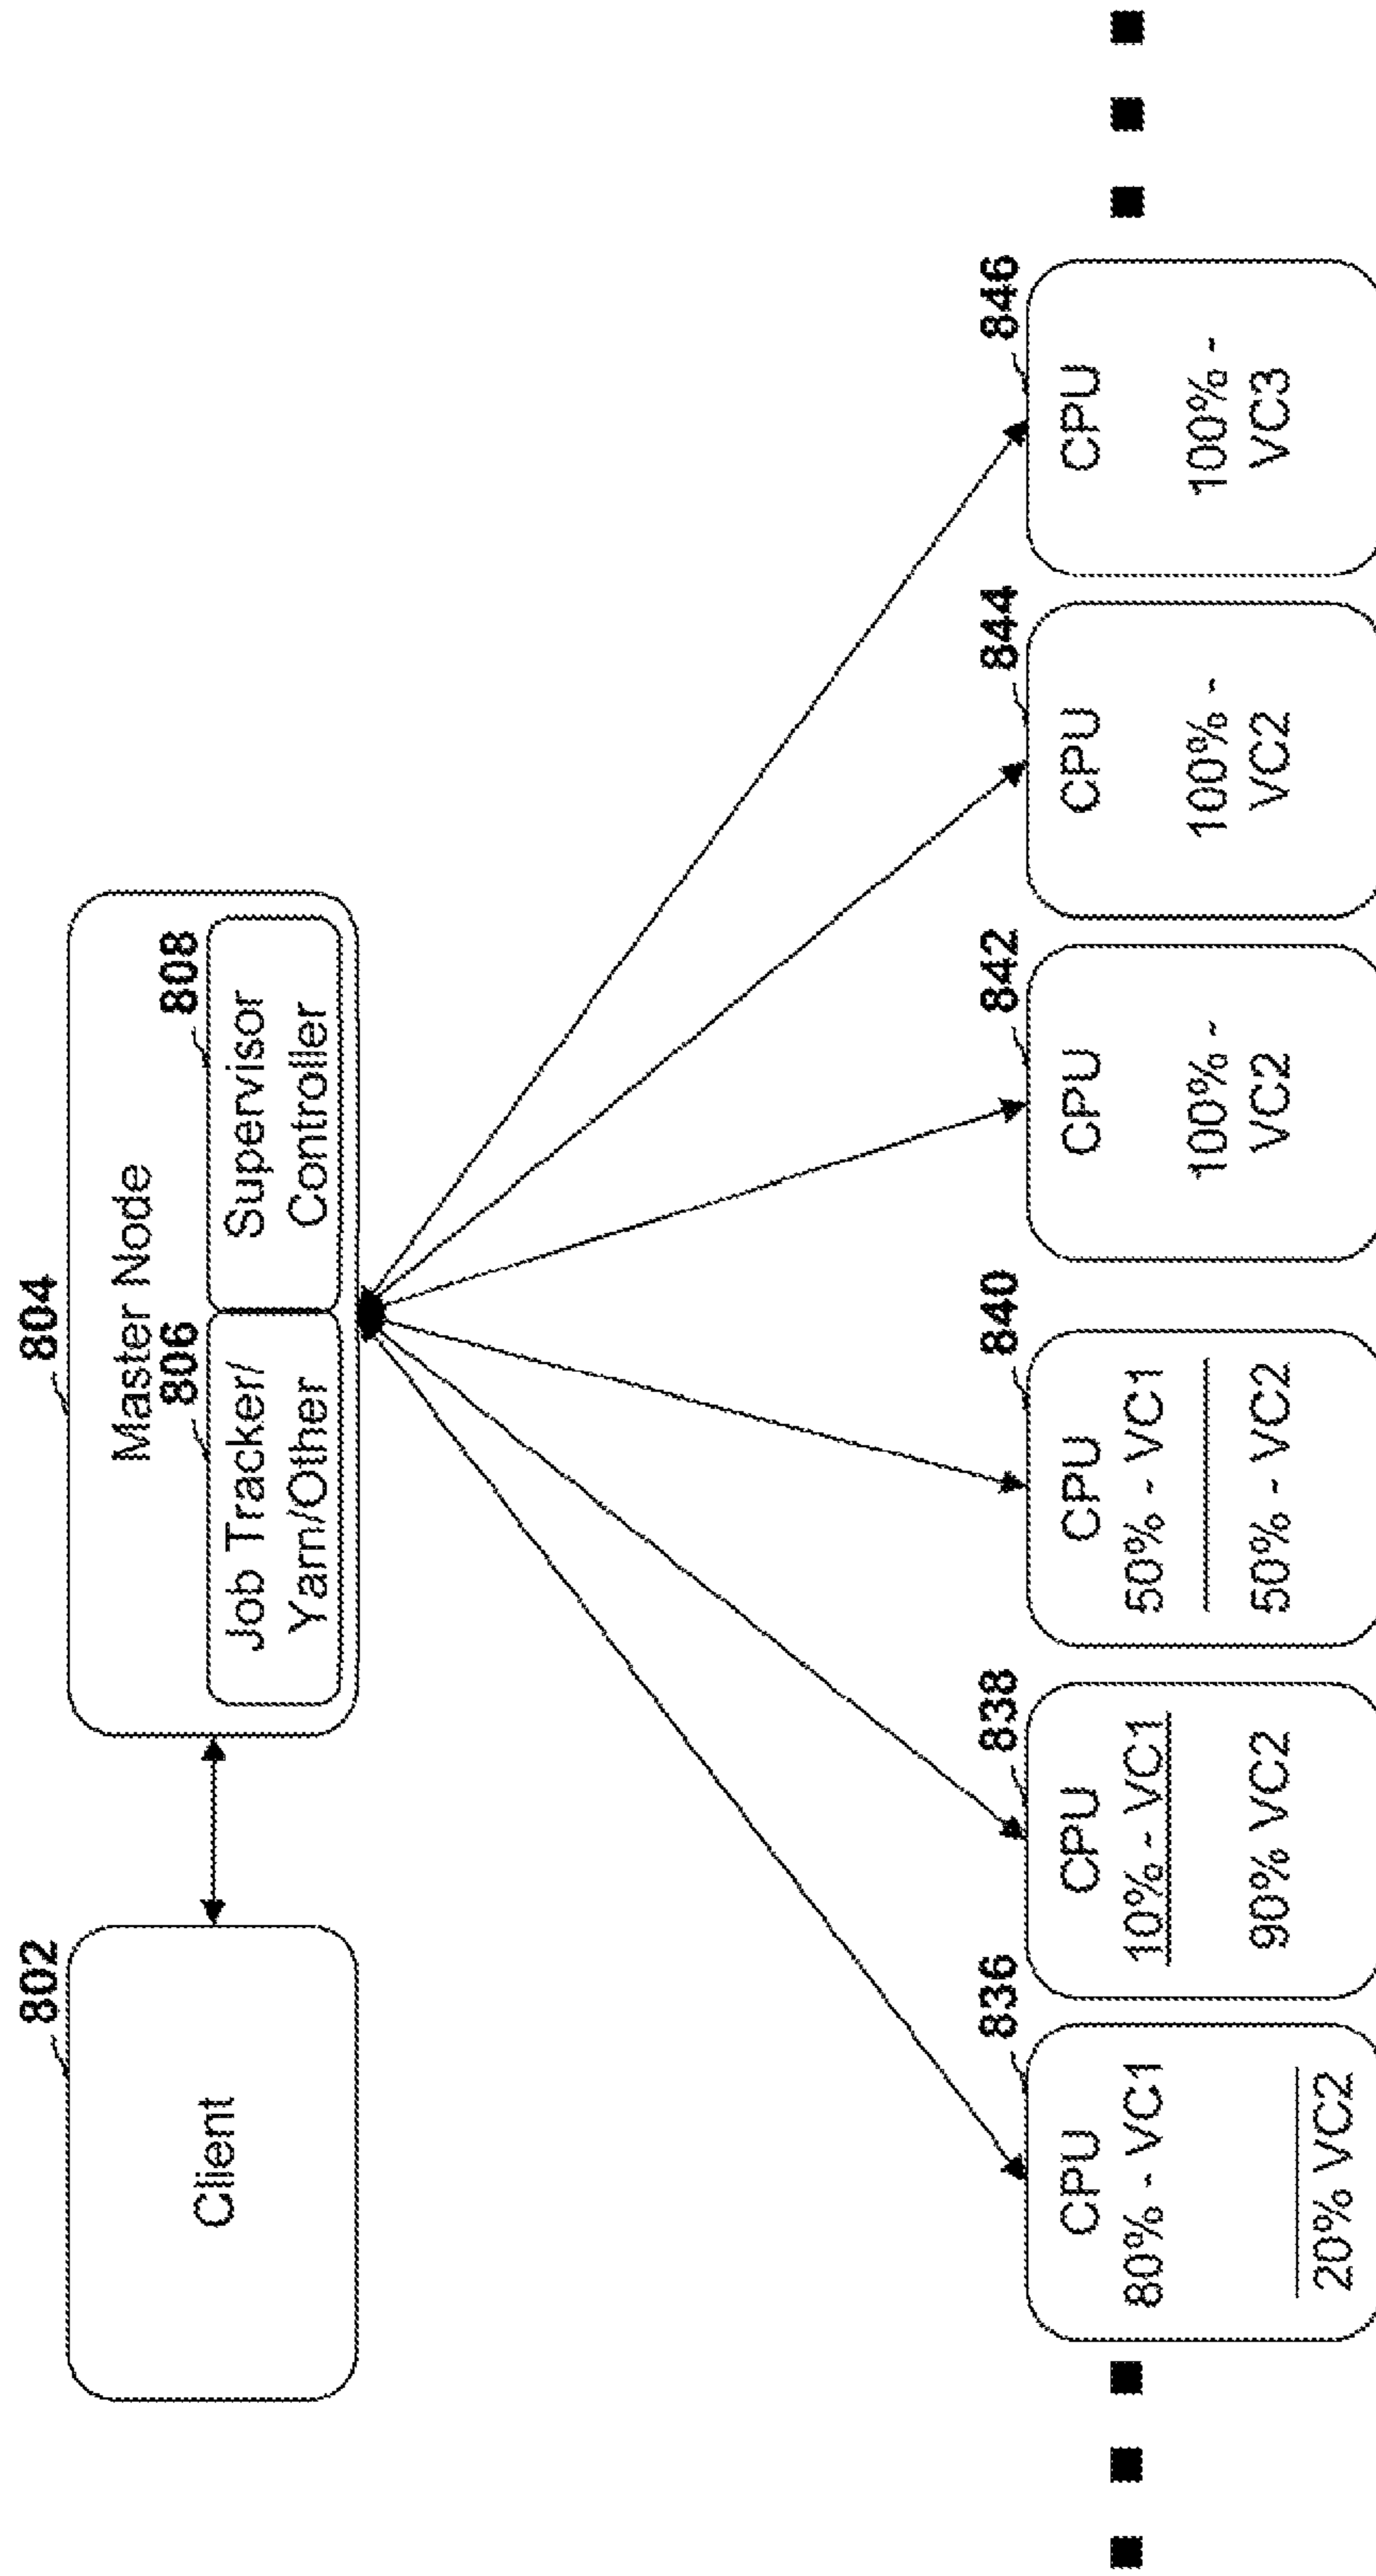 802
Client
804
Master Node
806
808
Job Tracker/
Yarn/Other
Supervisor
Controller
836
CPU
80% - VC1
20% VC2
838
CPU
10% - VC1
90% VC2
840
CPU
50% - VC1
50% - VC2
842
CPU
100% -
VC2
844
CPU
100% -
VC2
846
CPU
100% -
VC3